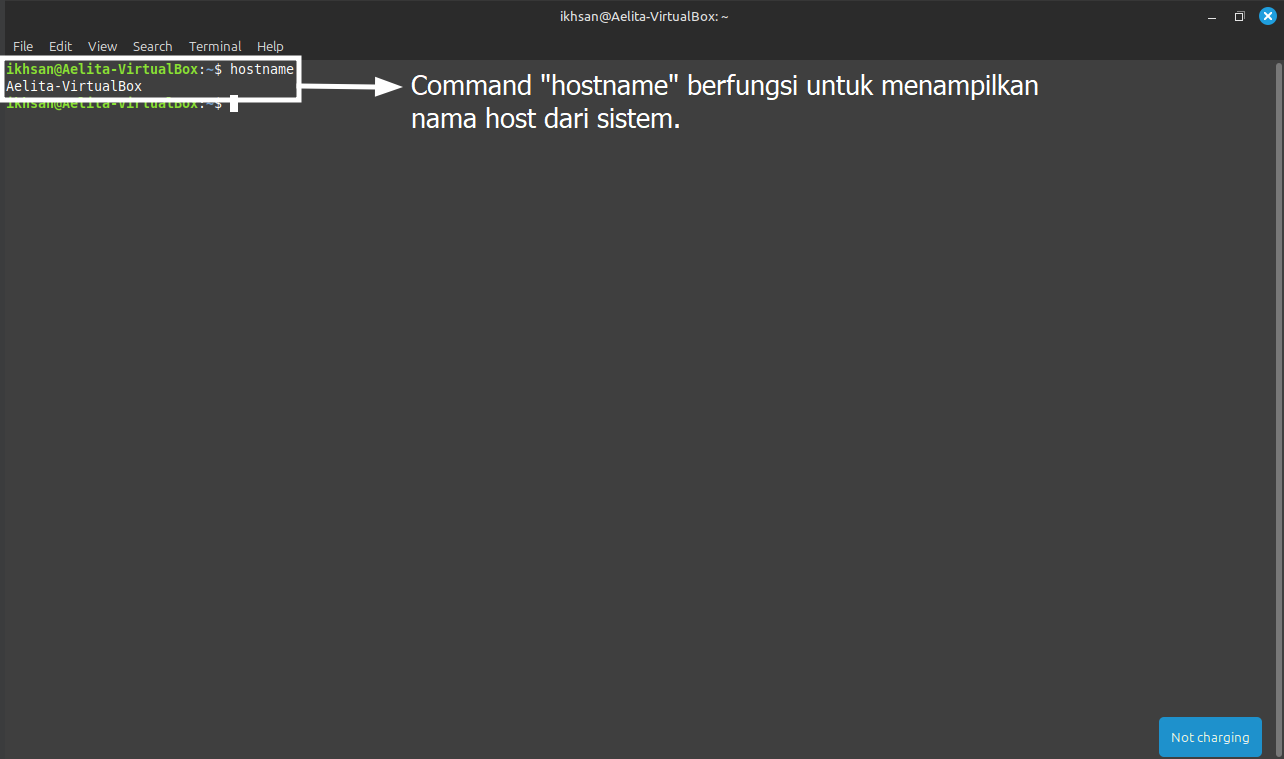 ikhsan@Aelita-VirtualBox: ~
File Edit View Search Terminal Help
ikhsan@Aelita-VirtualBox:~$ hostname
Aelita-VirtualBox
ikhsan@Aelita-VirtualBox:~$
Command "hostname" berfungsi untuk menampilkan
nama host dari sistem.
Not charging